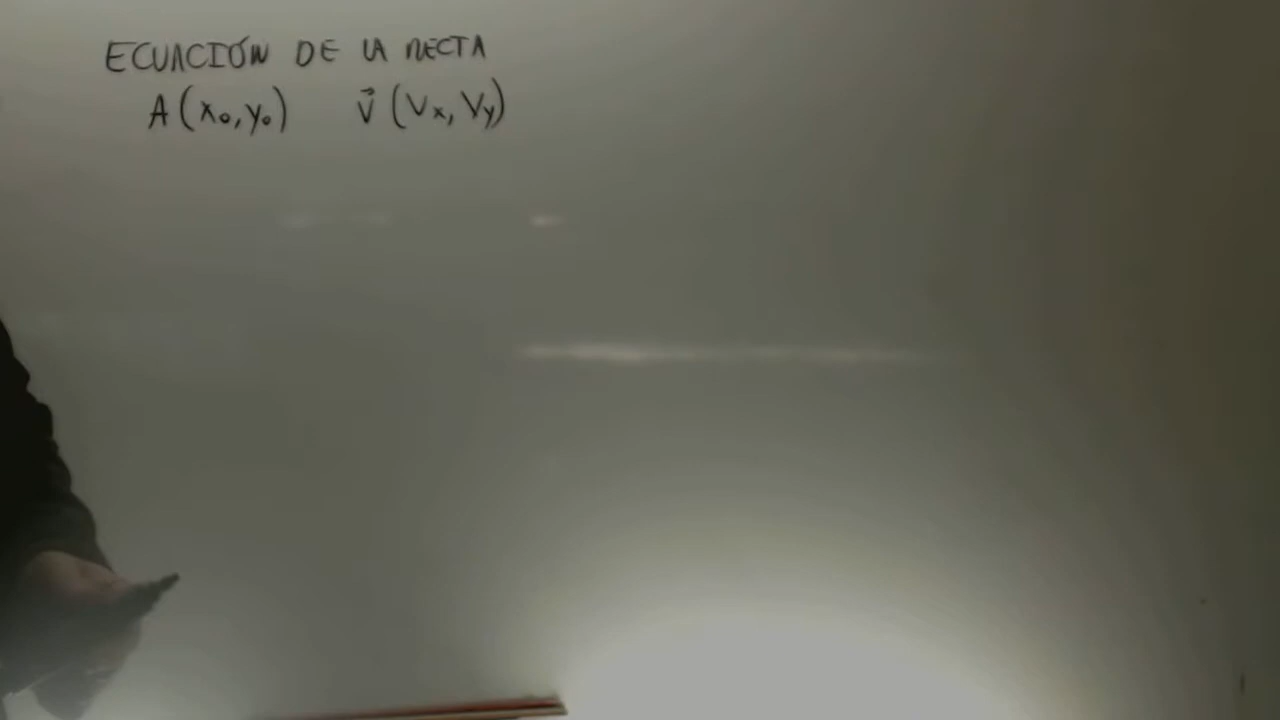 ECUACIÓN DE LA RECTA
A(x₀,y₀) v⃗(Vx,Vy)